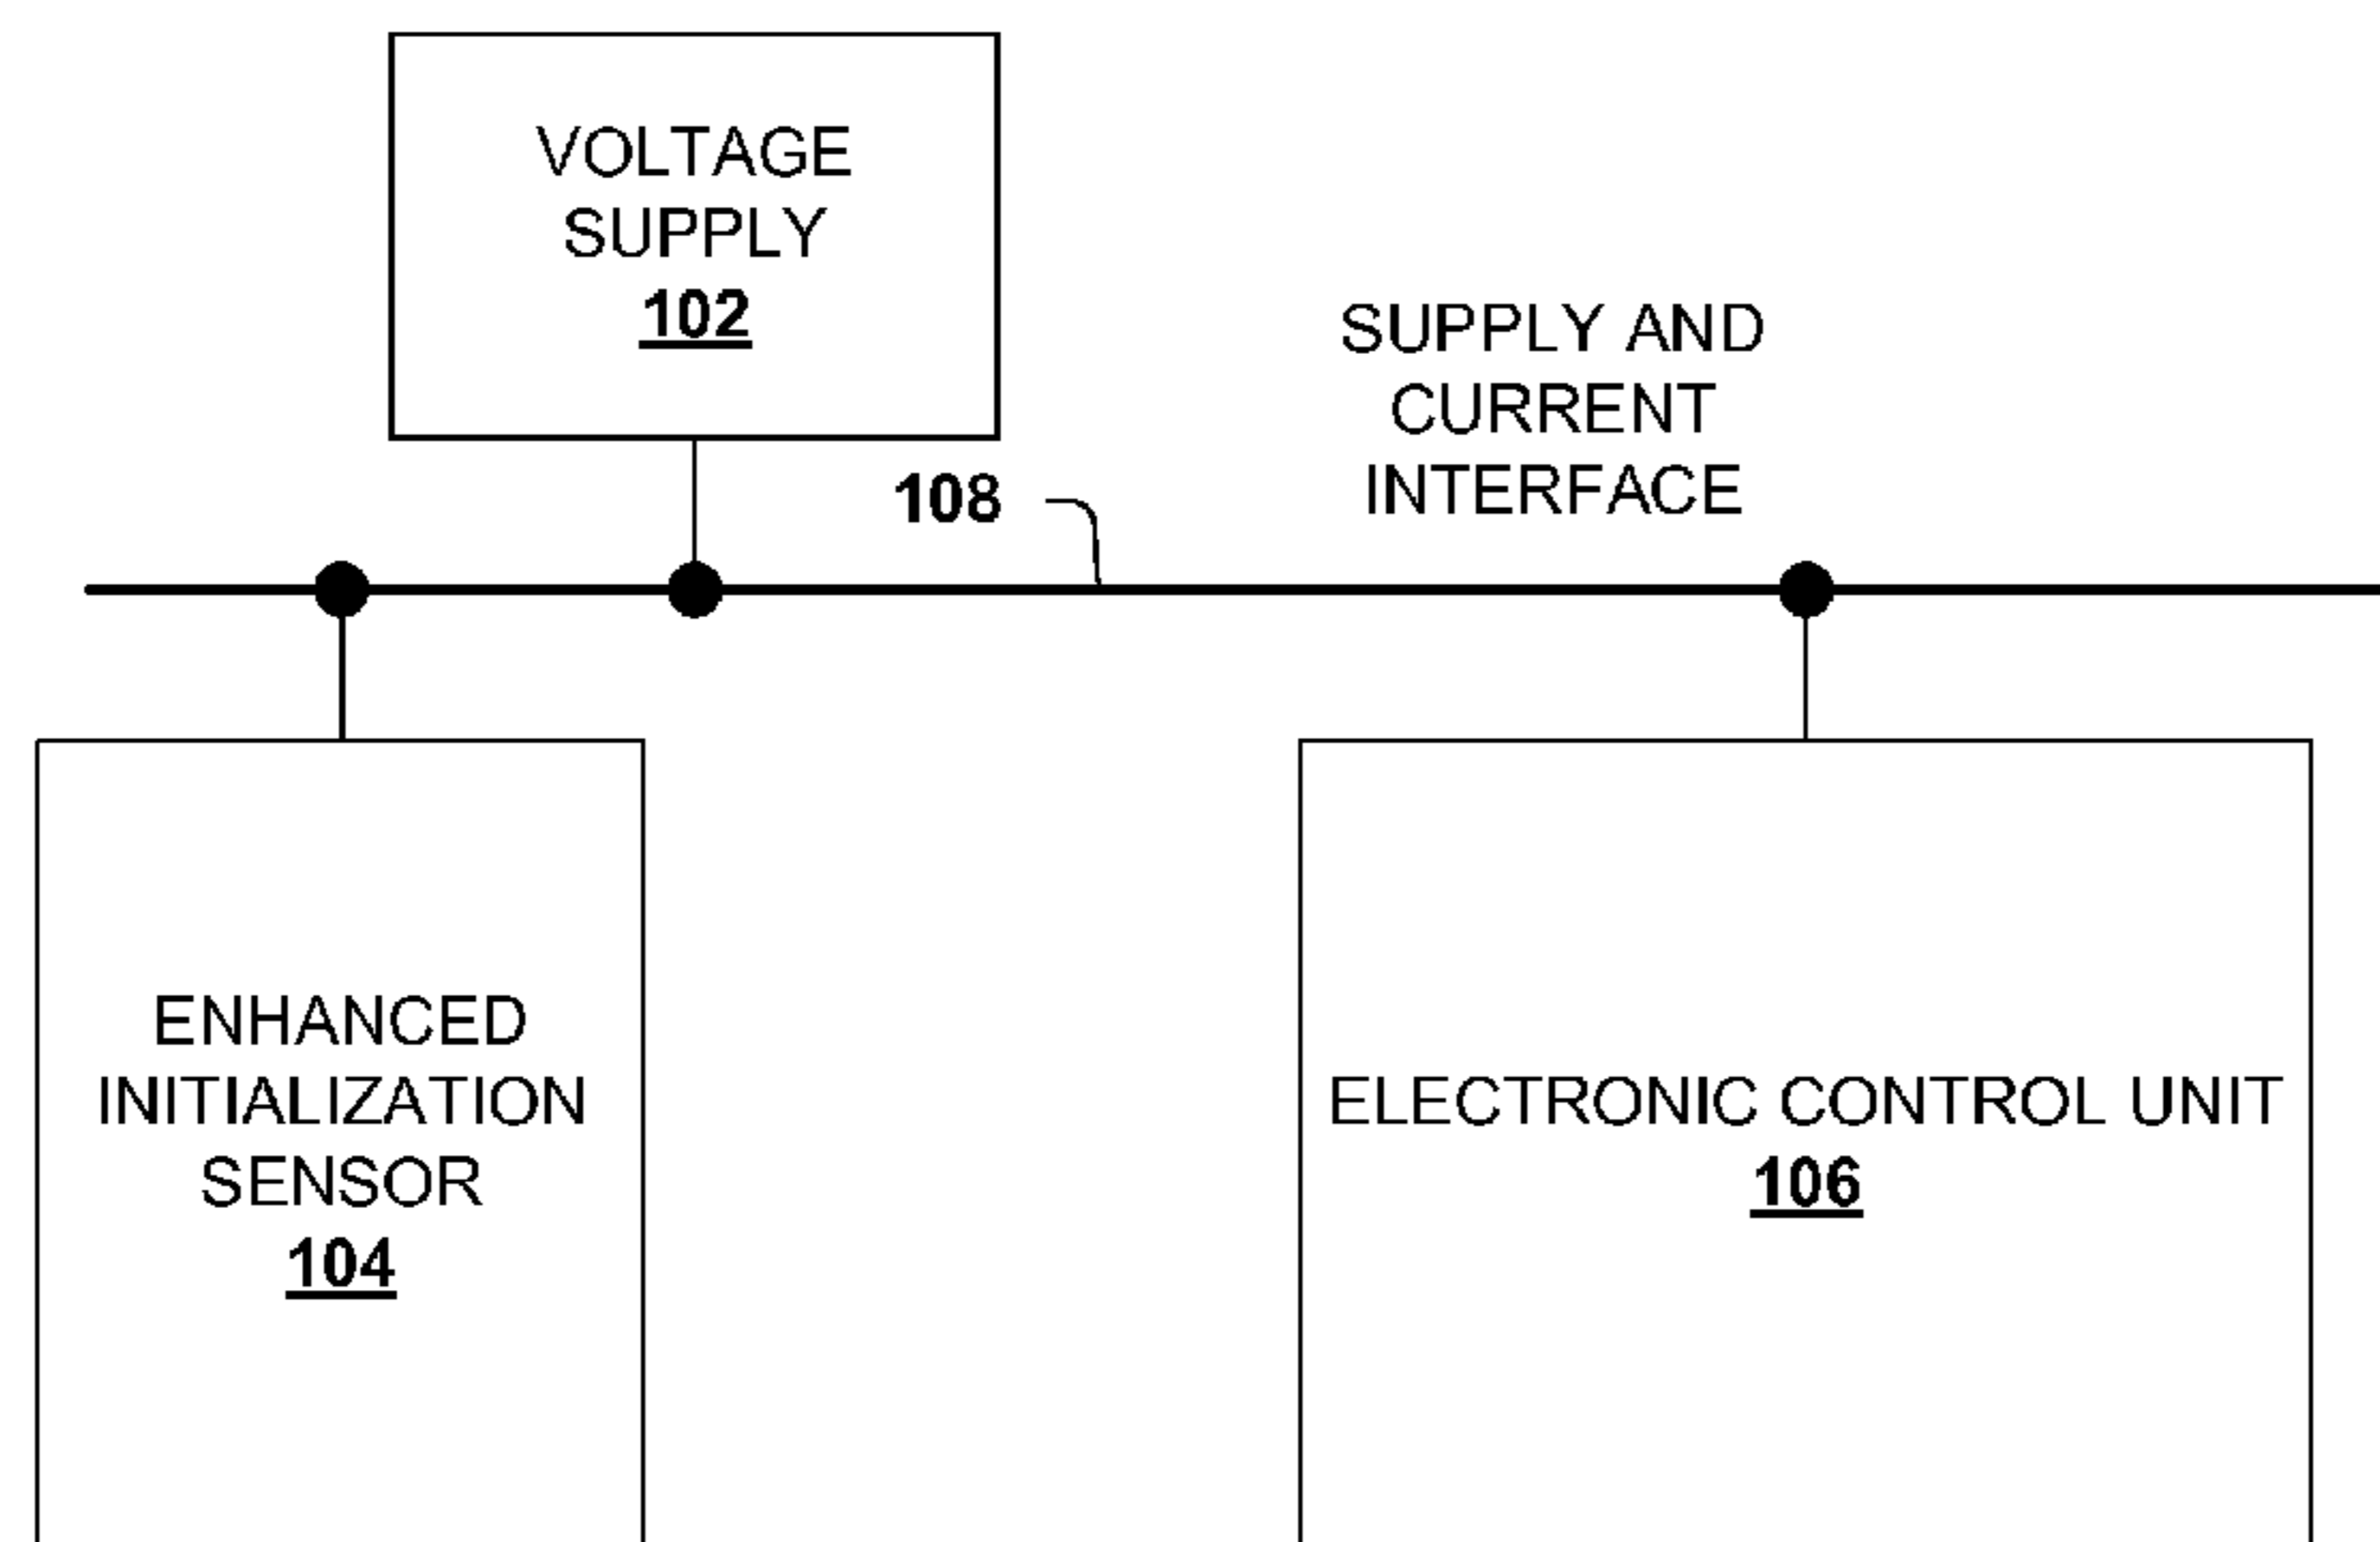 VOLTAGE
SUPPLY
102
SUPPLY AND
CURRENT
INTERFACE
108
ENHANCED
INITIALIZATION
SENSOR
104
ELECTRONIC CONTROL UNIT
106